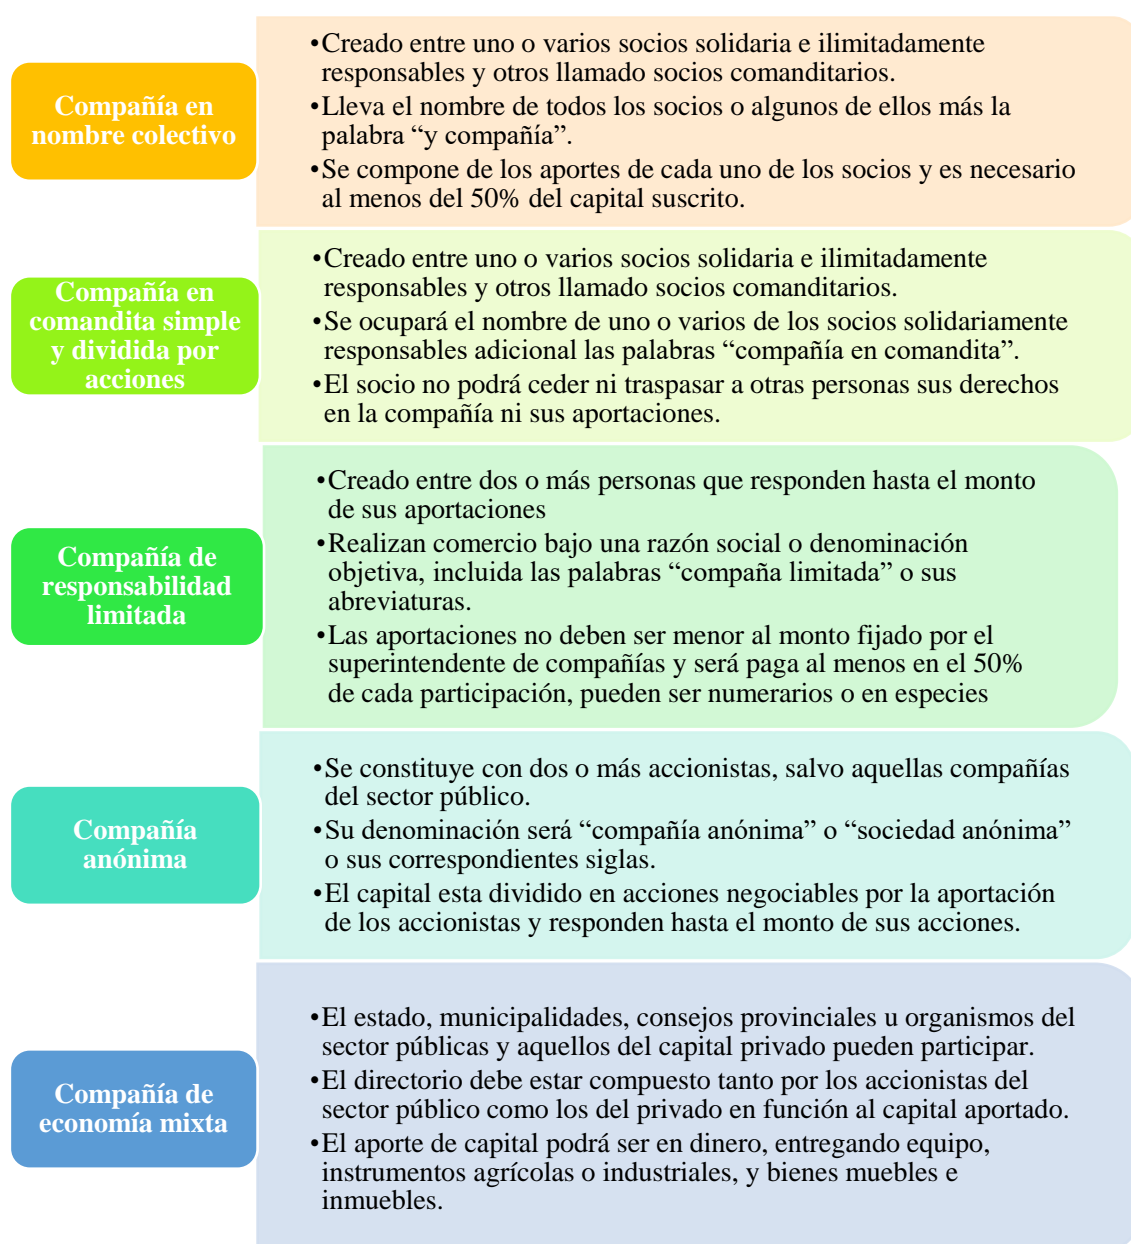 Compañía en
nombre colectivo
•Creado entre uno o varios socios solidaria e ilimitadamente
responsables y otros llamado socios comanditarios.
•Lleva el nombre de todos los socios o algunos de ellos más la
palabra “y compañía”.
•Se compone de los aportes de cada uno de los socios y es necesario
al menos del 50% del capital suscrito.
Compañía en
comandita simple
y dividida por
acciones
•Creado entre uno o varios socios solidaria e ilimitadamente
responsables y otros llamado socios comanditarios.
•Se ocupará el nombre de uno o varios de los socios solidariamente
responsables adicional las palabras “compañía en comandita”.
•El socio no podrá ceder ni traspasar a otras personas sus derechos
en la compañía ni sus aportaciones.
Compañía de
responsabilidad
limitada
•Creado entre dos o más personas que responden hasta el monto
de sus aportaciones
•Realizan comercio bajo una razón social o denominación
objetiva, incluida las palabras “compaña limitada” o sus
abreviaturas.
•Las aportaciones no deben ser menor al monto fijado por el
superintendente de compañías y será paga al menos en el 50%
de cada participación, pueden ser numerarios o en especies
Compañía
anónima
•Se constituye con dos o más accionistas, salvo aquellas compañías
del sector público.
•Su denominación será “compañía anónima” o “sociedad anónima”
o sus correspondientes siglas.
•El capital esta dividido en acciones negociables por la aportación
de los accionistas y responden hasta el monto de sus acciones.
Compañía de
economía mixta
•El estado, municipalidades, consejos provinciales u organismos del
sector públicas y aquellos del capital privado pueden participar.
•El directorio debe estar compuesto tanto por los accionistas del
sector público como los del privado en función al capital aportado.
•El aporte de capital podrá ser en dinero, entregando equipo,
instrumentos agrícolas o industriales, y bienes muebles e
inmuebles.